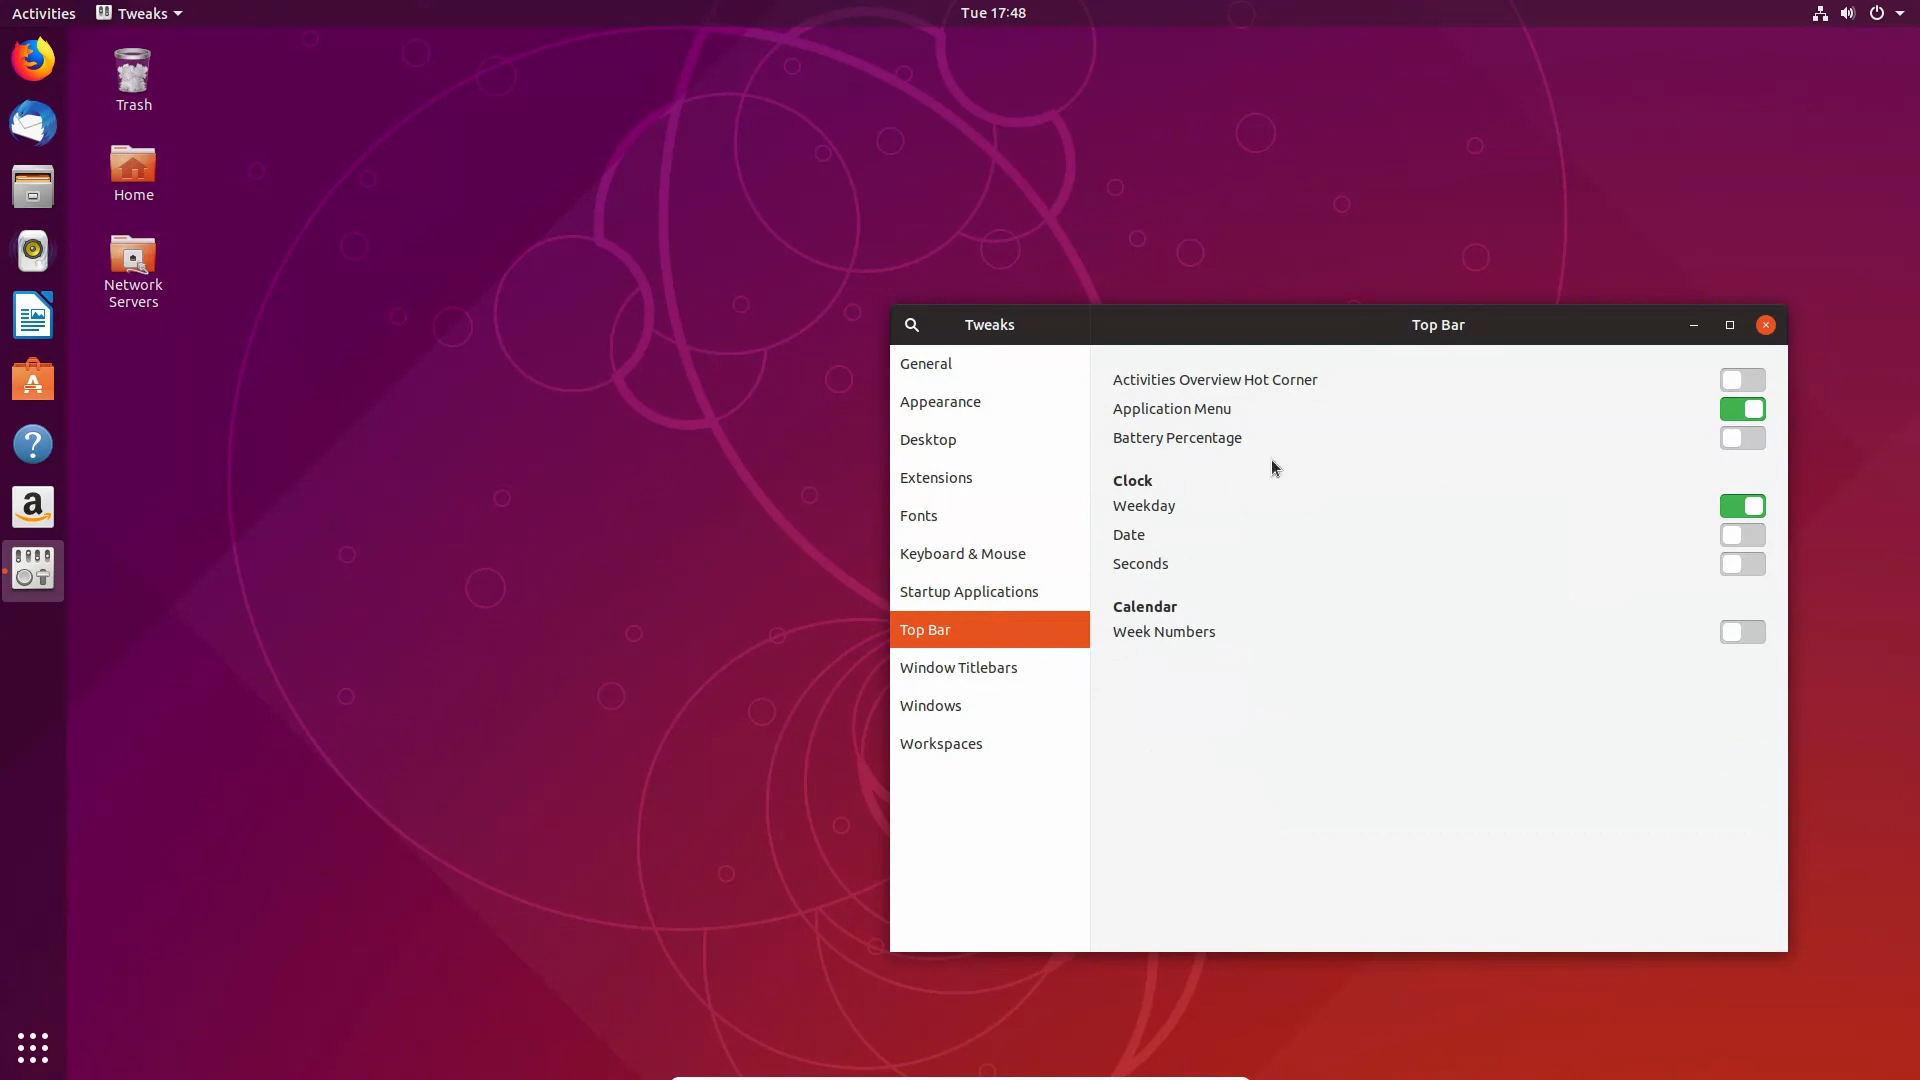 Activities
Tweaks
Tue 17:48
Trash
Home
Network
Servers
Tweaks
Top Bar
General
Appearance
Desktop
Extensions
Fonts
Keyboard & Mouse
Startup Applications
Top Bar
Window Titlebars
Windows
Workspaces
Activities Overview Hot Corner
Application Menu
Battery Percentage
Clock
Weekday
Date
Seconds
Calendar
Week Numbers